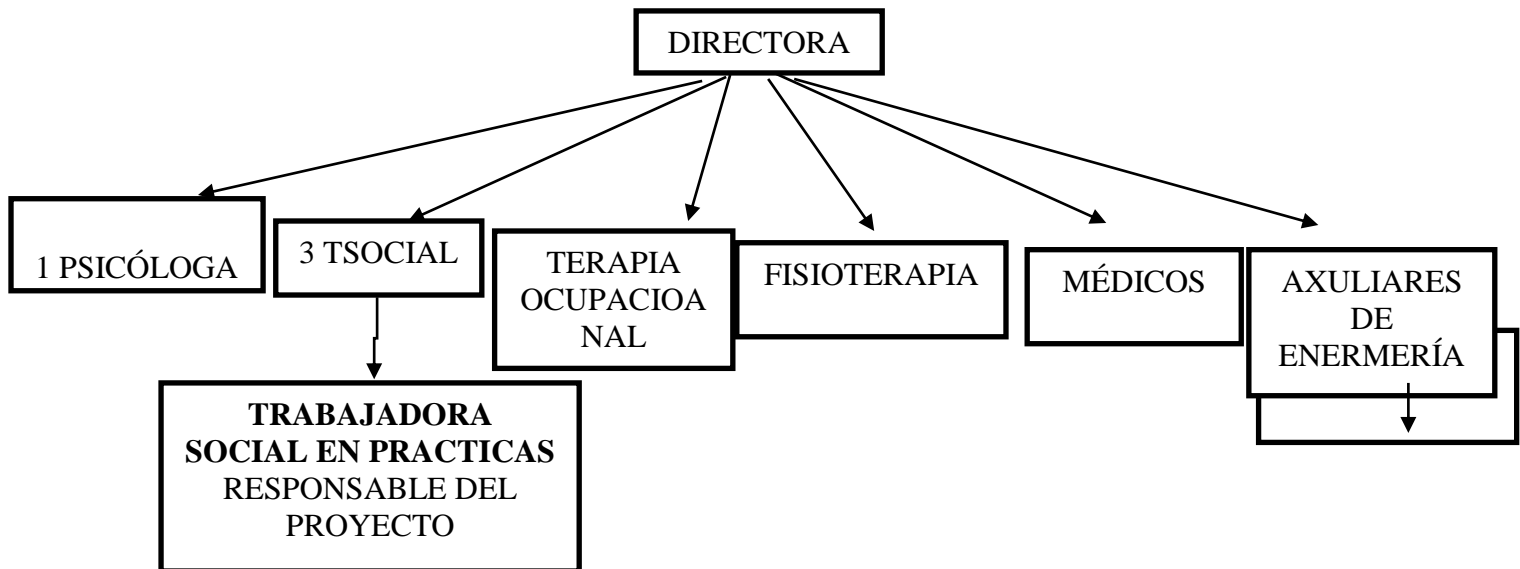 DIRECTORA
1 PSICÓLOGA
3 TSOCIAL
TERAPIA
OCUPACIOA
NAL
FISIOTERAPIA
MÉDICOS
AXULIARES
DE
ENERMERÍA
TRABAJADORA
SOCIAL EN PRACTICAS
RESPONSABLE DEL
PROYECTO